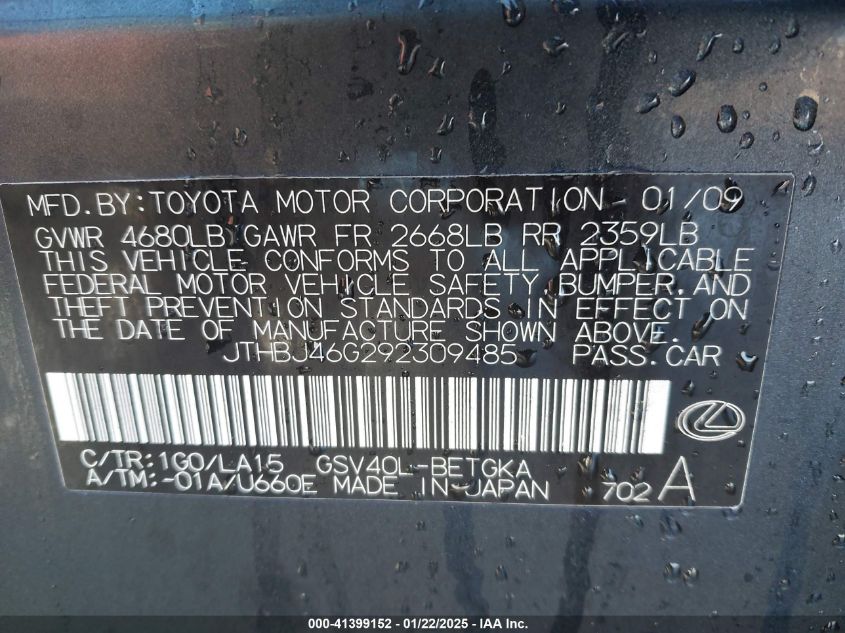 MFD.BY:TOYOTA MOTOR CORPORATION 01/09
GVWR 4680LB GAWR FR 2668LB RR 2359LB
THIS VEHICLE CONFORMS TO ALL APPLICABLE
FEDERAL MOTOR VEHICLE SAFETY,BUMPER,AND
THEFT PREVENTION STANDARDS IN EFFECT ON
THE DATE OF MANUFACTURE SHOWN ABOVE.
JTHBJ46G292309485 PASS.CAR
C/TR:1G0/LA15 GSV40L-BETGKA
A/TM:-01A/U660E MADE IN JAPAN 702 A
000-41399152 - 01/22/2025 - IAA Inc.